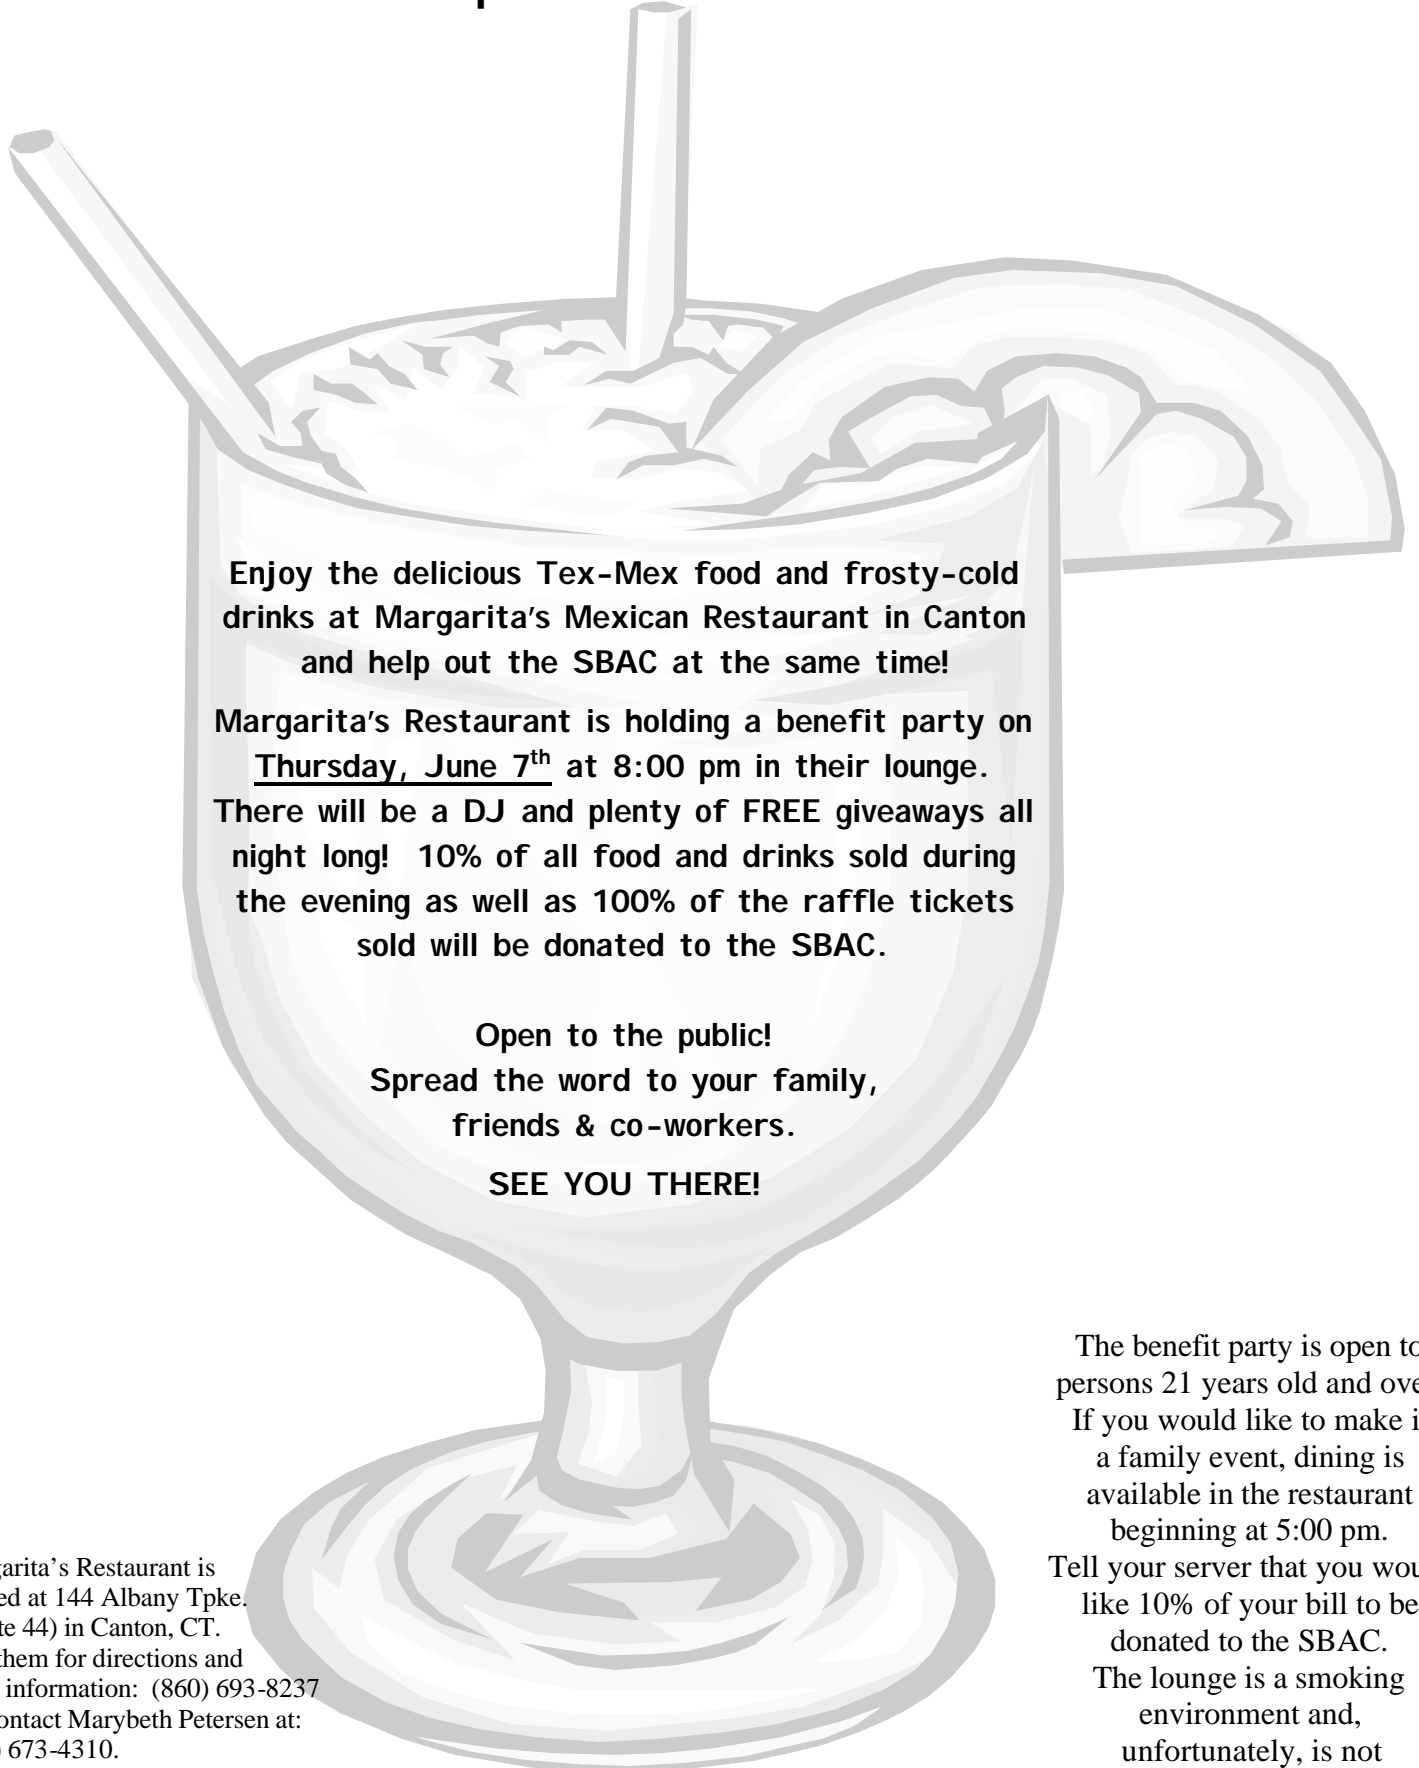 Enjoy the delicious Tex-Mex food and frosty-cold
drinks at Margarita’s Mexican Restaurant in Canton
and help out the SBAC at the same time!
Margarita’s Restaurant is holding a benefit party on
Thursday, June 7th at 8:00 pm in their lounge.
There will be a DJ and plenty of FREE giveaways all
night long! 10% of all food and drinks sold during
the evening as well as 100% of the raffle tickets
sold will be donated to the SBAC.
Open to the public!
Spread the word to your family,
friends & co-workers.
SEE YOU THERE!
The benefit party is open to
persons 21 years old and
If you would like to make
a family event, dining is
available in the restaurant
beginning at 5:00 pm.
Tell your server that you
like 10% of your bill to be
donated to the SBAC.
The lounge is a smoking
environment and,
unfortunately, is not
Restaurant is
at 144 Albany Tpke.
44) in Canton, CT.
them for directions and
information: (860) 693-8237
Marybeth Petersen at:
673-4310.